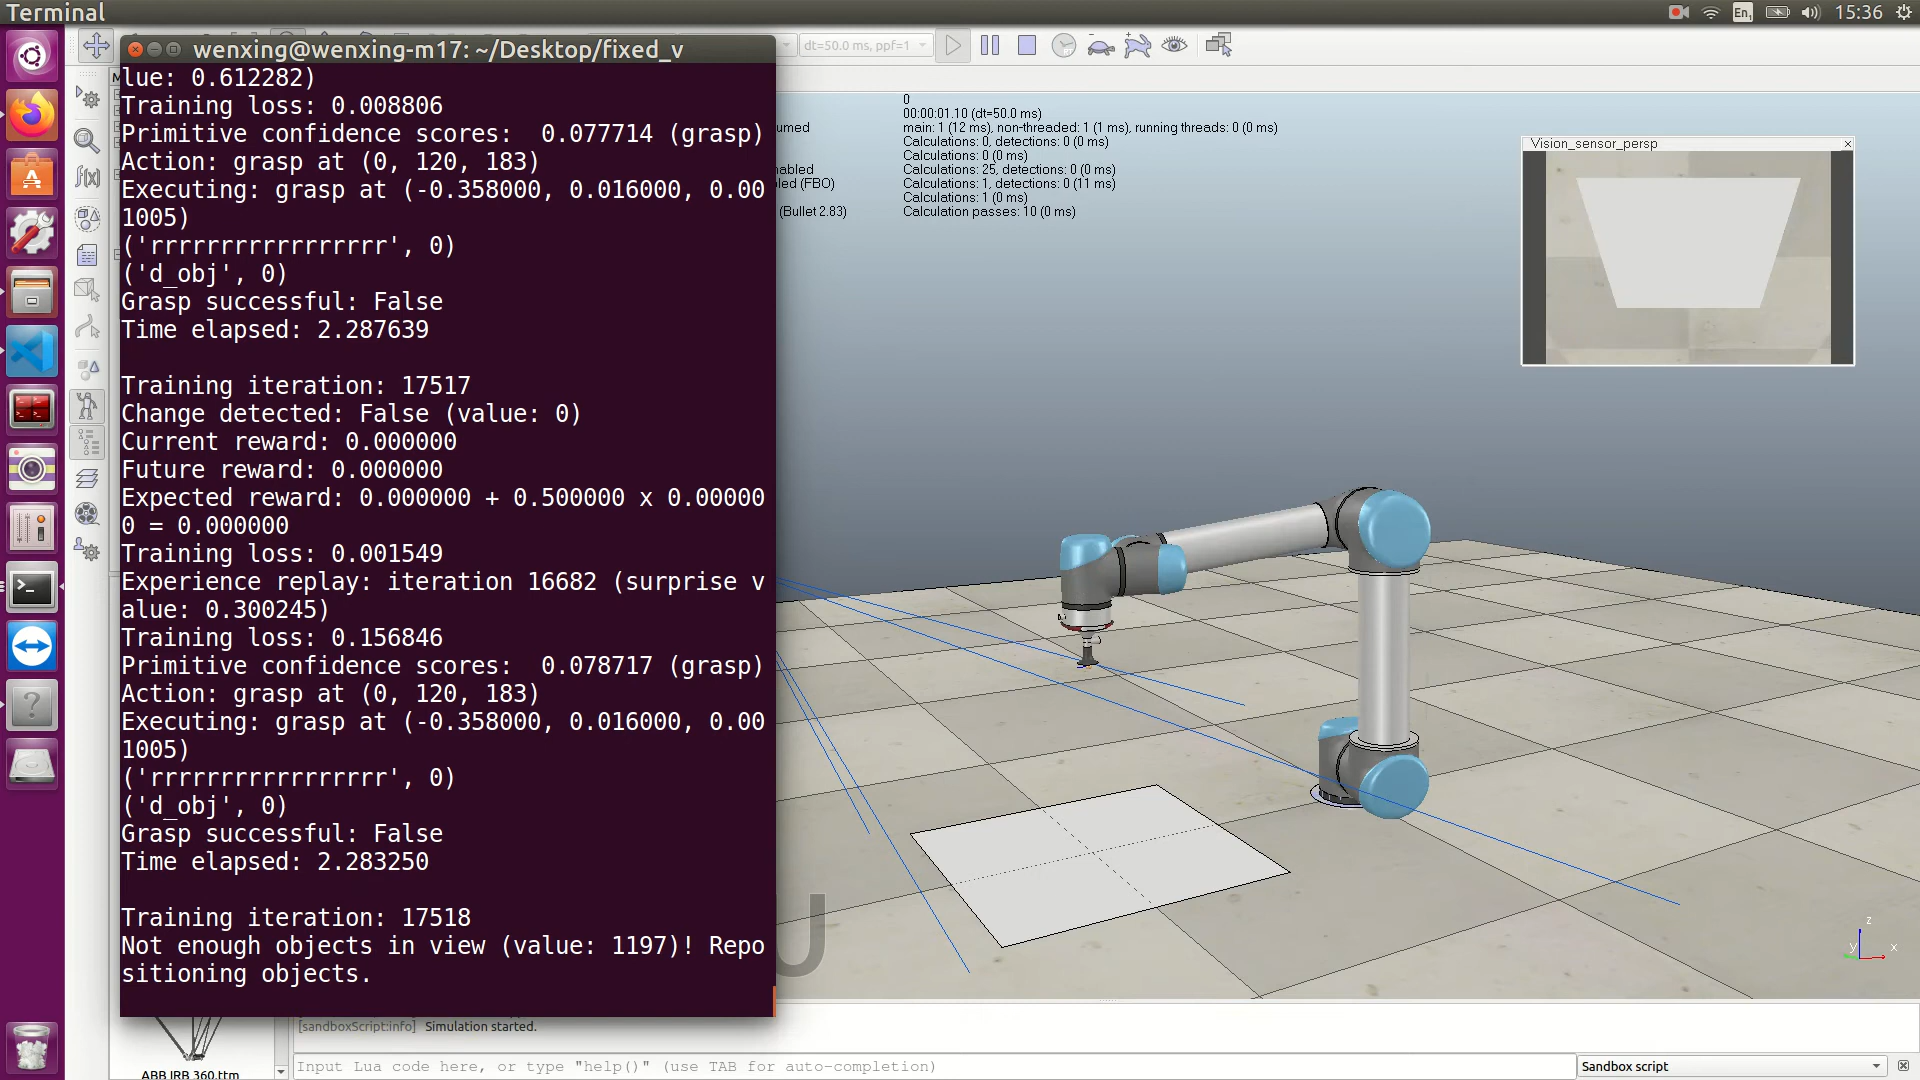 Terminal
En
15:36
wenxing@wenxing-m17: ~/Desktop/fixed_v
dt=50.0 ms, ppf=1
lue: 0.612282)
Training loss: 0.008806
Primitive confidence scores:  0.077714 (grasp)
Action: grasp at (0, 120, 183)
Executing: grasp at (-0.358000, 0.016000, 0.00
1005)
('rrrrrrrrrrrrrrrrr', 0)
('d_obj', 0)
Grasp successful: False
Time elapsed: 2.287639
Training iteration: 17517
Change detected: False (value: 0)
Current reward: 0.000000
Future reward: 0.000000
Expected reward: 0.000000 + 0.500000 x 0.00000
0 = 0.000000
Training loss: 0.001549
Experience replay: iteration 16682 (surprise v
alue: 0.300245)
Training loss: 0.156846
Primitive confidence scores:  0.078717 (grasp)
Action: grasp at (0, 120, 183)
Executing: grasp at (-0.358000, 0.016000, 0.00
1005)
('rrrrrrrrrrrrrrrrr', 0)
('d_obj', 0)
Grasp successful: False
Time elapsed: 2.283250
Training iteration: 17518
Not enough objects in view (value: 1197)! Repo
sitioning objects.
0
00:00:01.10 (dt=50.0 ms)
umed main: 1 (12 ms), non-threaded: 1 (1 ms), running threads: 0 (0 ms)
Calculations: 0, detections: 0 (0 ms)
Calculations: 0 (0 ms)
nabled Calculations: 25, detections: 0 (0 ms)
led (FBO) Calculations: 1, detections: 0 (11 ms)
Calculations: 1 (0 ms)
(Bullet 2.83) Calculation passes: 10 (0 ms)
Vision_sensor_persp
f(x)
z
y
x
U
[sandboxScript:info] Simulation started.
Input Lua code here, or type "help()" (use TAB for auto-completion)
Sandbox script
ABB IRB 360.ttm